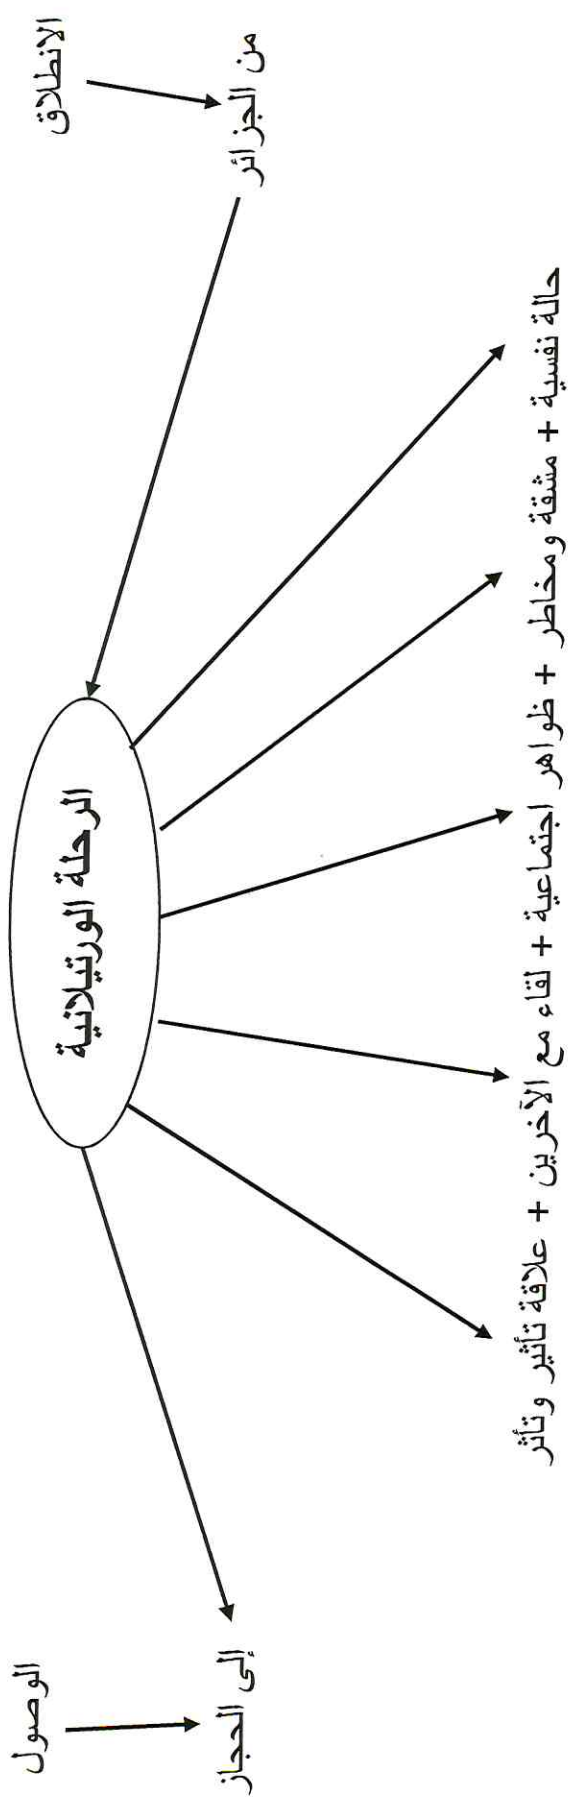 الانطلاق
من الجزائر
الرحلة الورتيلانية
الوصول
إلى الحجاز
حالة نفسية + مشقة ومخاطر + ظواهر اجتماعية + لقاء مع الآخرين + علاقة تأثير وتأثر